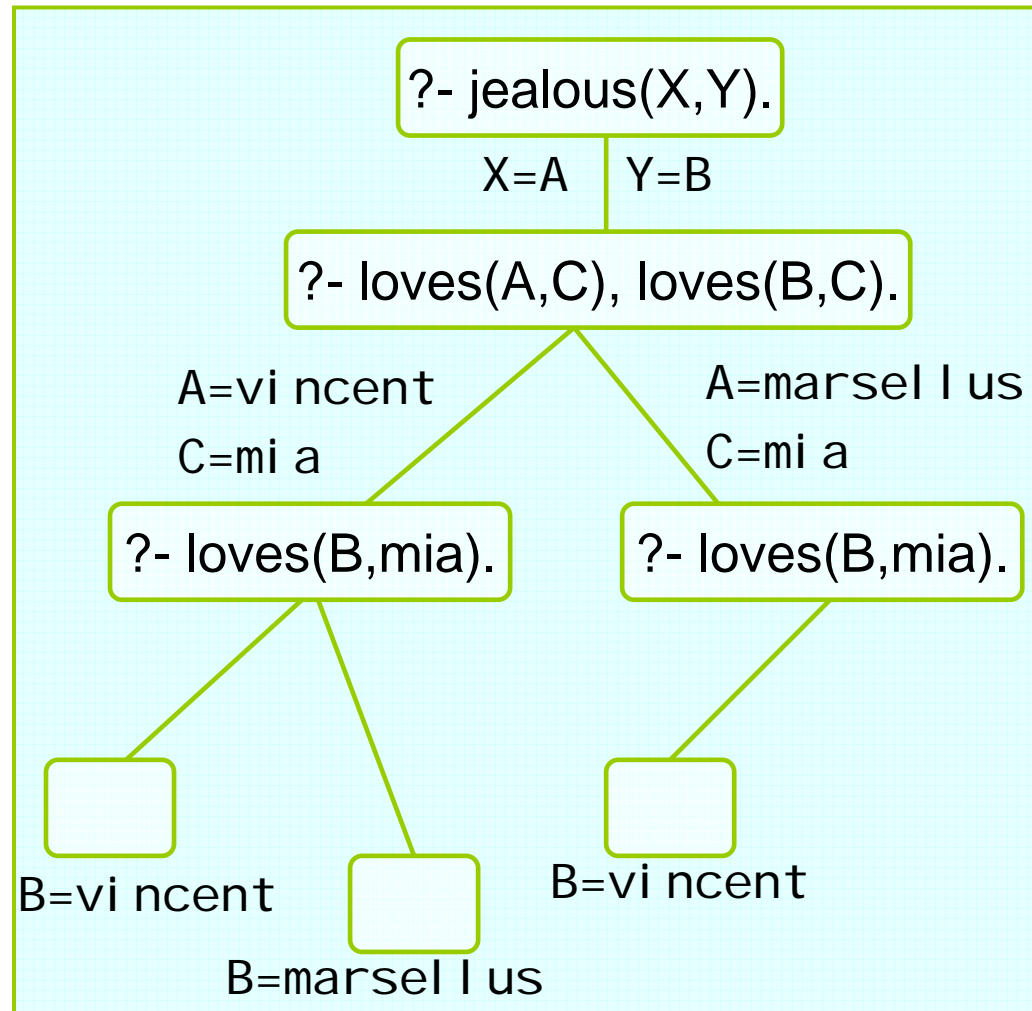 ?- jealous(X,Y).
X=A Y=B
?- loves(A,C), loves(B,C).
A=vincent
C=mia
A=marsellus
C=mia
?- loves(B,mia).
?- loves(B,mia).
B=vincent
B=marsellus
B=vincent